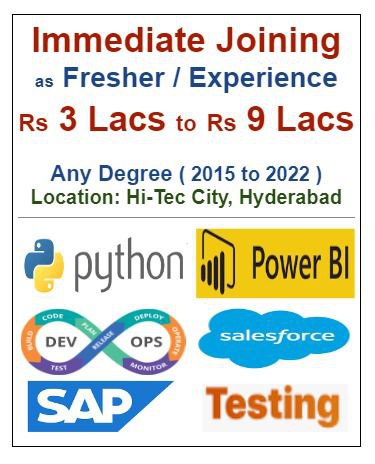 Immediate Joining
as Fresher / Experience
Rs 3 Lacs to Rs 9 Lacs
Any Degree ( 2015 to 2022 )
Location: Hi-Tec City, Hyderabad
python
Power BI
CODE
PLAN
BUILD
TEST
RELEASE
DEPLOY
OPERATE
MONITOR
DEV OPS
salesforce
SAP
Testing